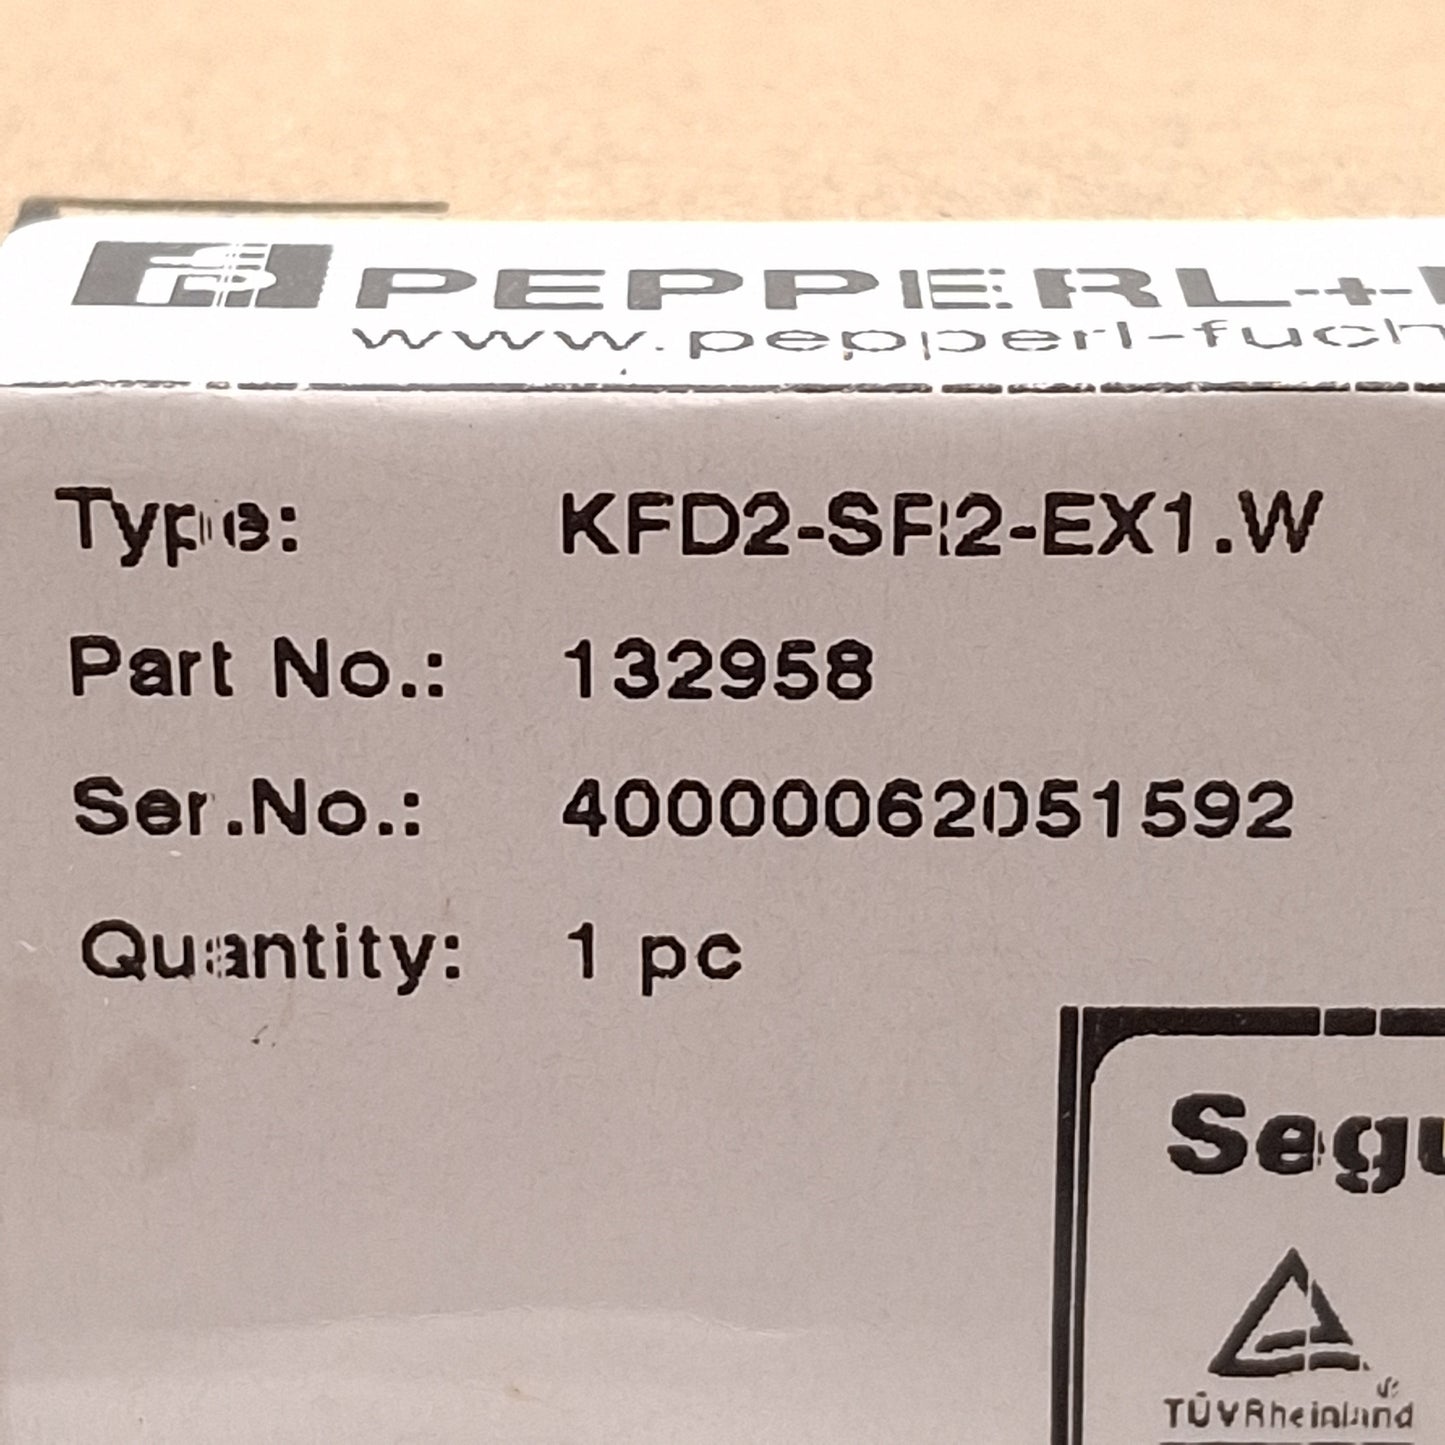 PEPPERL+F
www.pepperl-fuch
Type: KFD2-SR2-EX1.W
Part No.: 132958
Ser.No.: 40000062051592
Quantity: 1 pc
Segu
TÜVRheinland